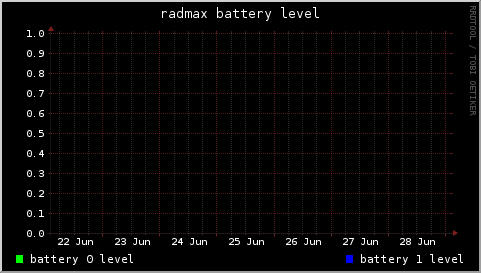 radmax battery level
RRDTOOL / TOBI OETIKER
1.0
0.9
0.8
0.7
0.6
0.5
0.4
0.3
0.2
0.1
0.0
22 Jun 23 Jun 24 Jun 25 Jun 26 Jun 27 Jun 28 Jun
battery 0 level battery 1 level